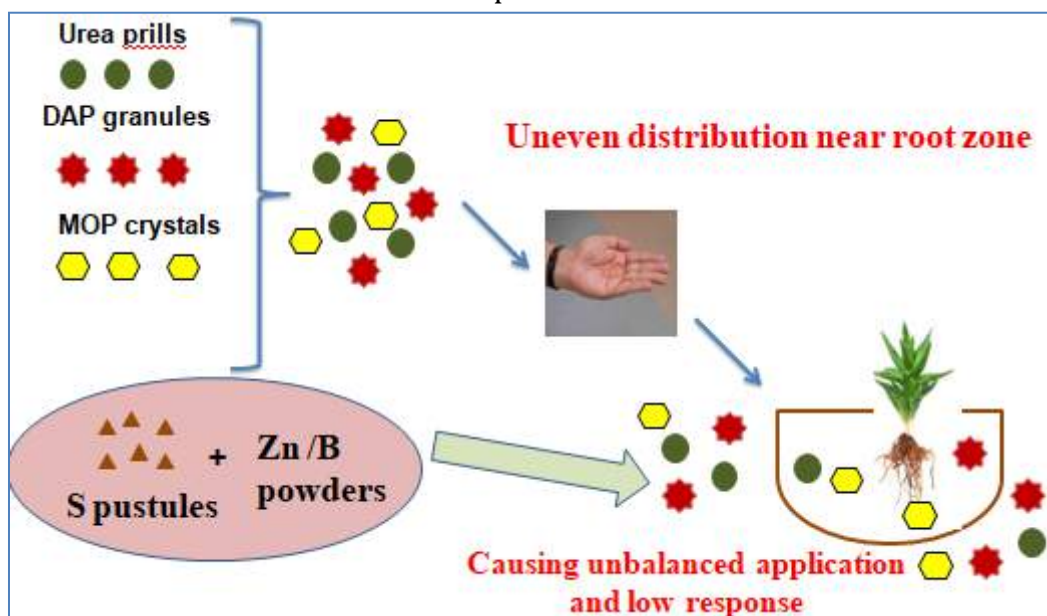 Urea prills
DAP granules
MOP crystals
Uneven distribution near root zone
S pustules
+
Zn /B
powders
Causing unbalanced application
and low response